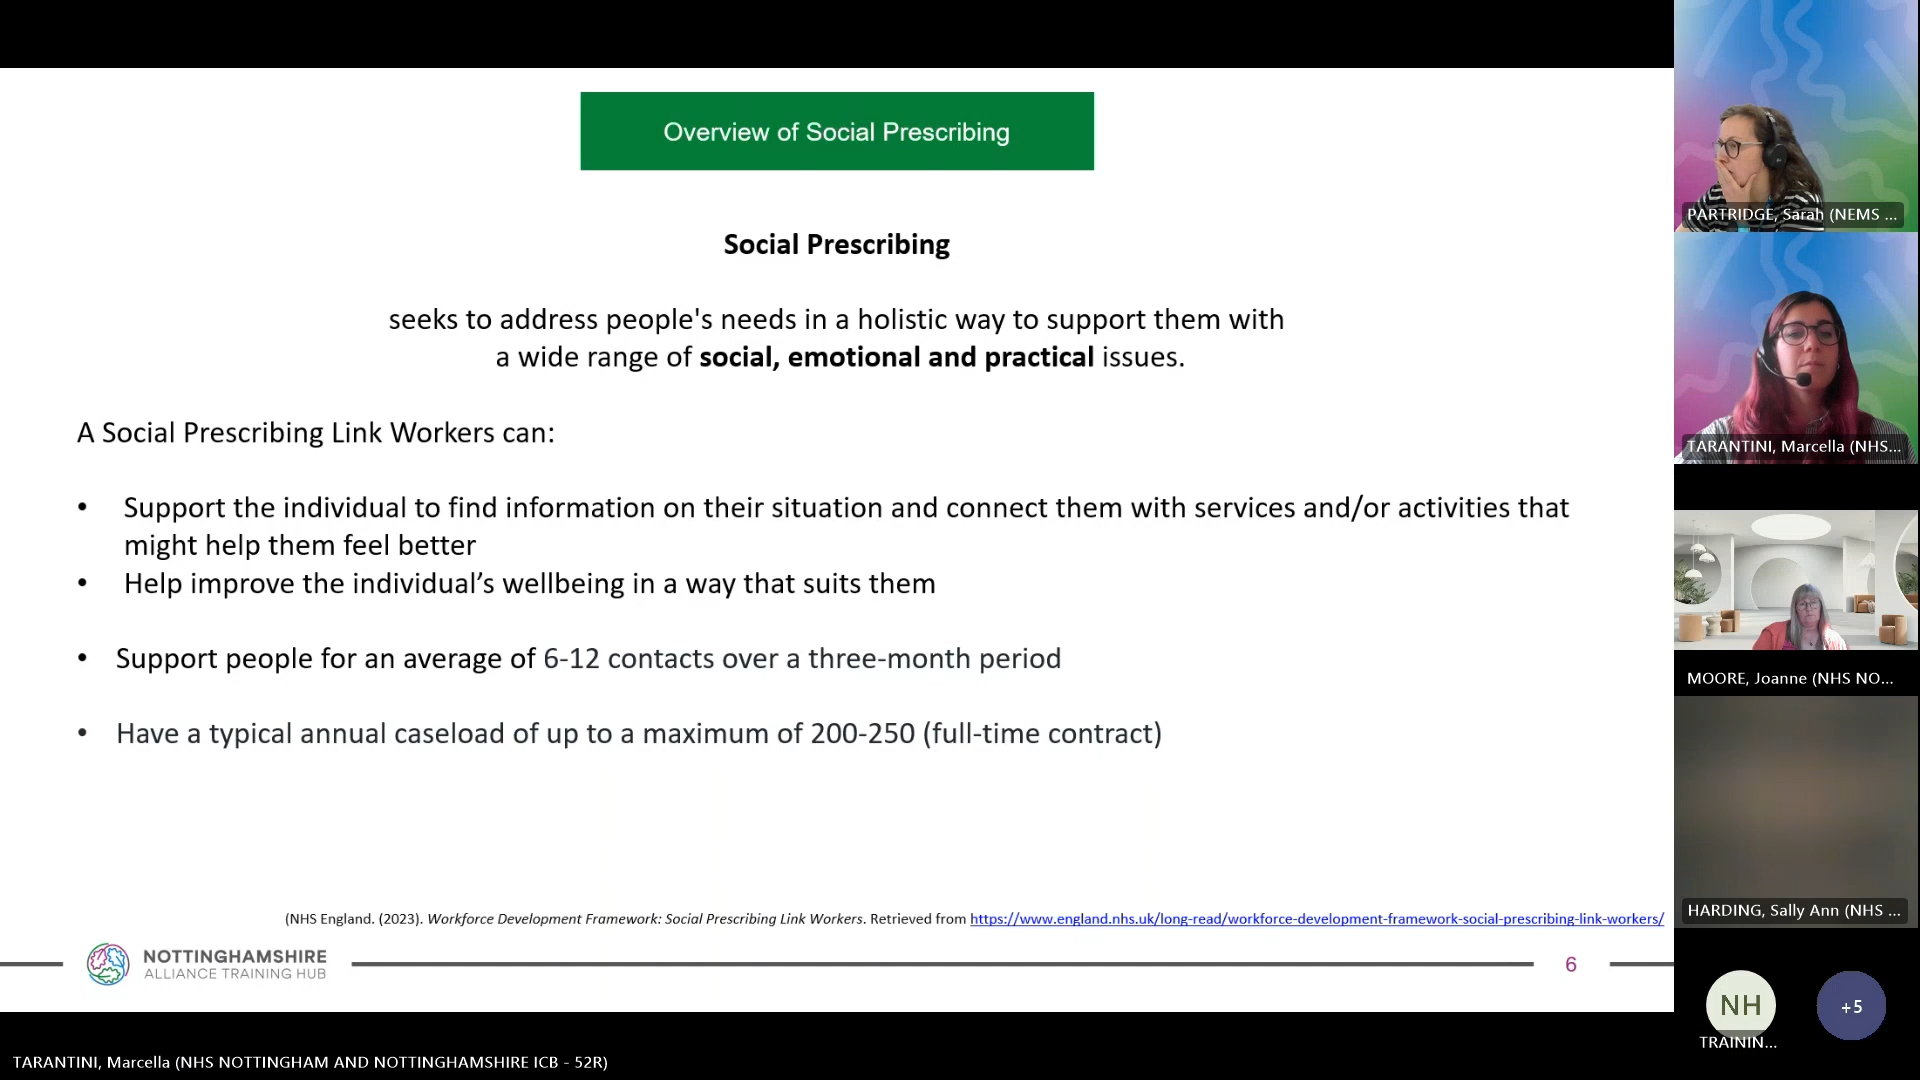 Overview of Social Prescribing
Social Prescribing
seeks to address people's needs in a holistic way to support them with
a wide range of social, emotional and practical issues.
A Social Prescribing Link Workers can:
• Support the individual to find information on their situation and connect them with services and/or activities that
might help them feel better
• Help improve the individual’s wellbeing in a way that suits them
• Support people for an average of 6-12 contacts over a three-month period
• Have a typical annual caseload of up to a maximum of 200-250 (full-time contract)
(NHS England. (2023). Workforce Development Framework: Social Prescribing Link Workers. Retrieved from https://www.england.nhs.uk/long-read/workforce-development-framework-social-prescribing-link-workers/
NOTTINGHAMSHIRE
ALLIANCE TRAINING HUB
6
PARTRIDGE, Sarah (NEMS ...
TARANTINI, Marcella (NHS...
MOORE, Joanne (NHS NO...
HARDING, Sally Ann (NHS ...
NH
+5
TRAININ...
TARANTINI, Marcella (NHS NOTTINGHAM AND NOTTINGHAMSHIRE ICB - 52R)